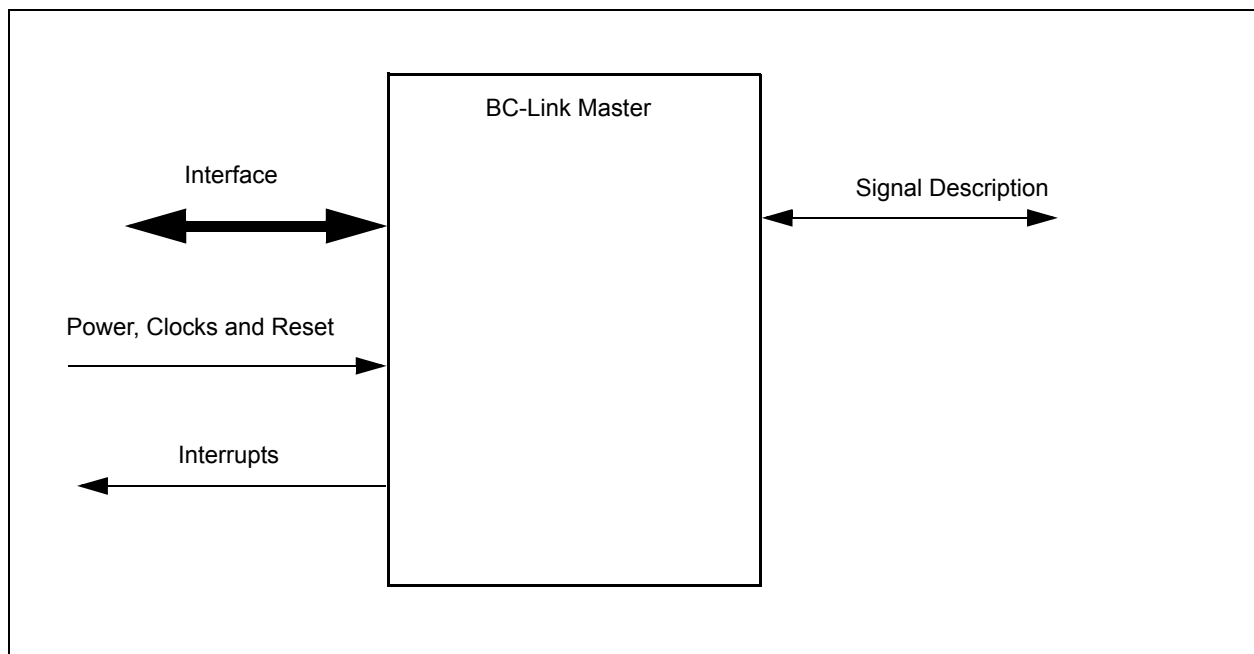 BC-Link Master
Interface
Signal Description
Power, Clocks and Reset
Interrupts